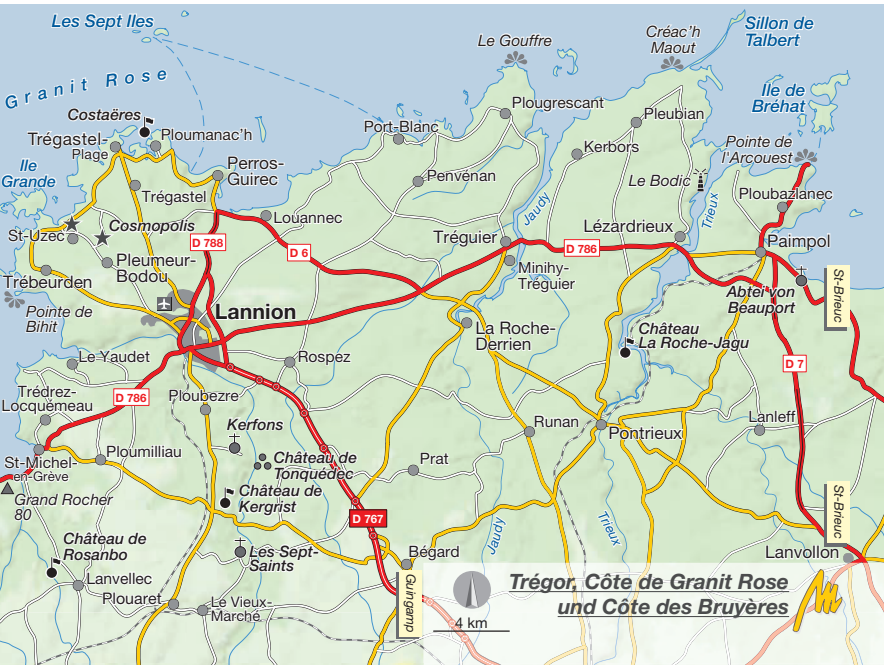 Les Sept Iles
Le Gouffre
Créac'h
Maout
Sillon de
Talbert
Granit Rose
Ile de
Bréhat
Costaëres
Ploumanac'h
Trégastel-
Plage
Port-Blanc
Plougrescant
Pleubian
Kerbors
Pointe de
l'Arcouest
Ile
Grande
Perros-
Guirec
Penvénan
Le Bodic
Trégastel
Jaudy
Trieux
Ploubazlanec
Louannec
St-Uzec
Cosmopolis
D 788
D 6
Tréguier
D 786
Lézardrieux
Paimpol
Pleumeur-
Bodou
Minihy-
Tréguier
Trébeurden
St-Brieuc
Abtei von
Beauport
Pointe de
Bihit
Lannion
La Roche-
Derrien
Château
La Roche-Jagu
Le Yaudet
Rospez
D 7
Trédrez-
Locquémeau
D 786
Ploubezre
Kerfons
Runan
Lanleff
Pontrieux
Ploumilliau
St-Michel-
en-Grève
Château de
Tonquédec
Prat
Grand Rocher
80
Château de
Kergrist
D 767
St-Brieuc
Jaudy
Trieux
Château de
Rosanbo
Les Sept-
Saints
Bégard
Lanvollon
Lanvellec
Plouaret
Le Vieux-
Marché
Guingamp
4 km
Trégor, Côte de Granit Rose
und Côte des Bruyères